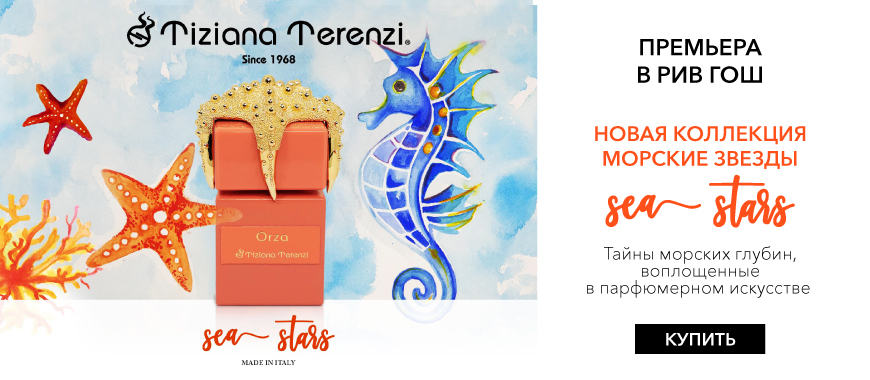 Tiziana Terenzi®
Since 1968
Orza
Tiziana Terenzi
sea stars
MADE IN ITALY
ПРЕМЬЕРА
В РИВ ГОШ
НОВАЯ КОЛЛЕКЦИЯ
МОРСКИЕ ЗВЕЗДЫ
sea stars
Тайны морских глубин,
воплощенные
в парфюмерном искусстве
КУПИТЬ